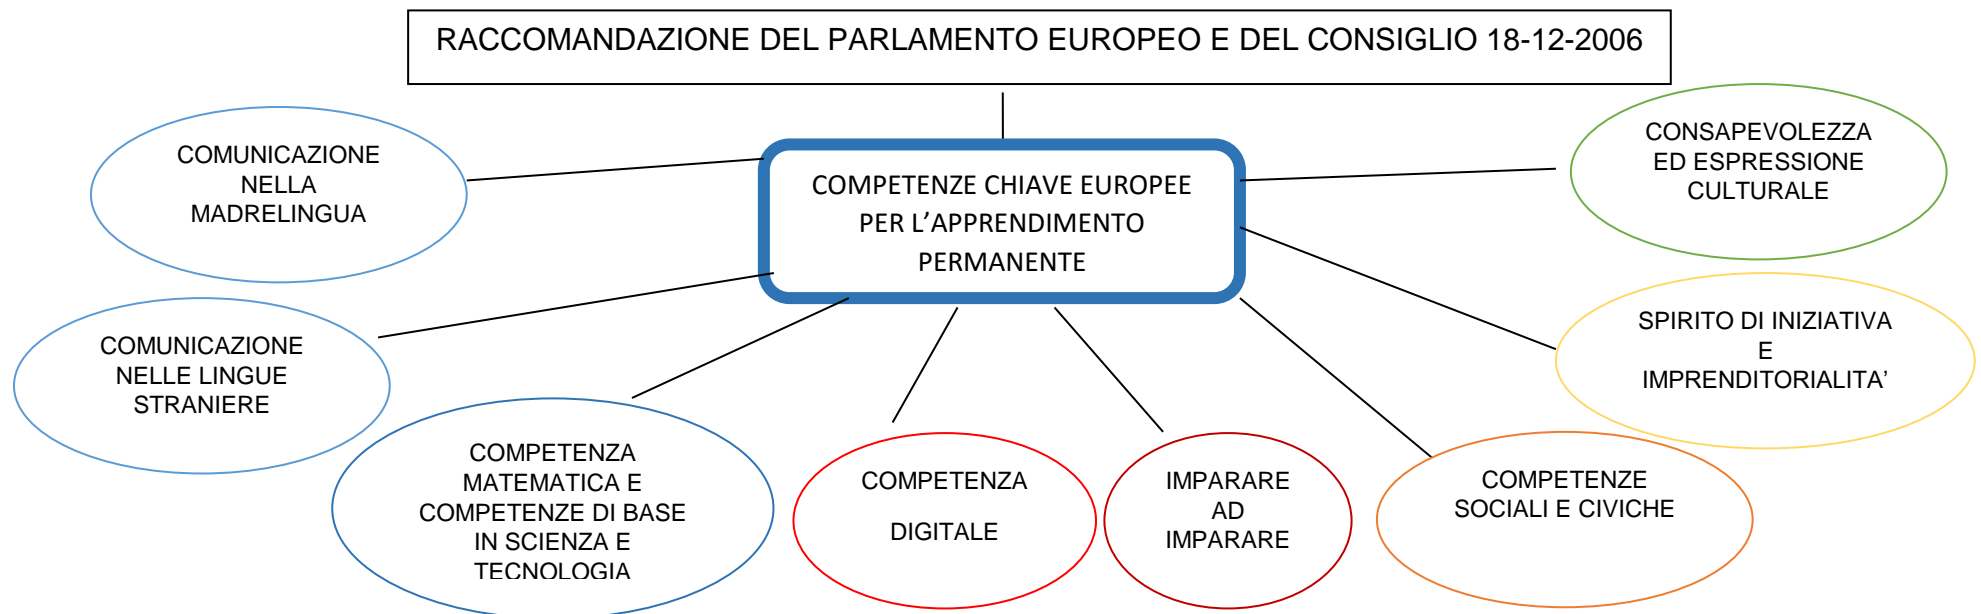 RACCOMANDAZIONE DEL PARLAMENTO EUROPEO E DEL CONSIGLIO 18-12-2006
COMPETENZE CHIAVE EUROPEE
PER L’APPRENDIMENTO
PERMANENTE
COMUNICAZIONE
NELLA
MADRELINGUA
COMUNICAZIONE
NELLE LINGUE
STRANIERE
COMPETENZA
MATEMATICA E
COMPETENZE DI BASE
IN SCIENZA E
TECNOLOGIA
COMPETENZA
DIGITALE
IMPARARE
AD
IMPARARE
COMPETENZE
SOCIALI E CIVICHE
SPIRITO DI INIZIATIVA
E
IMPRENDITORIALITA’
CONSAPEVOLEZZA
ED ESPRESSIONE
CULTURALE